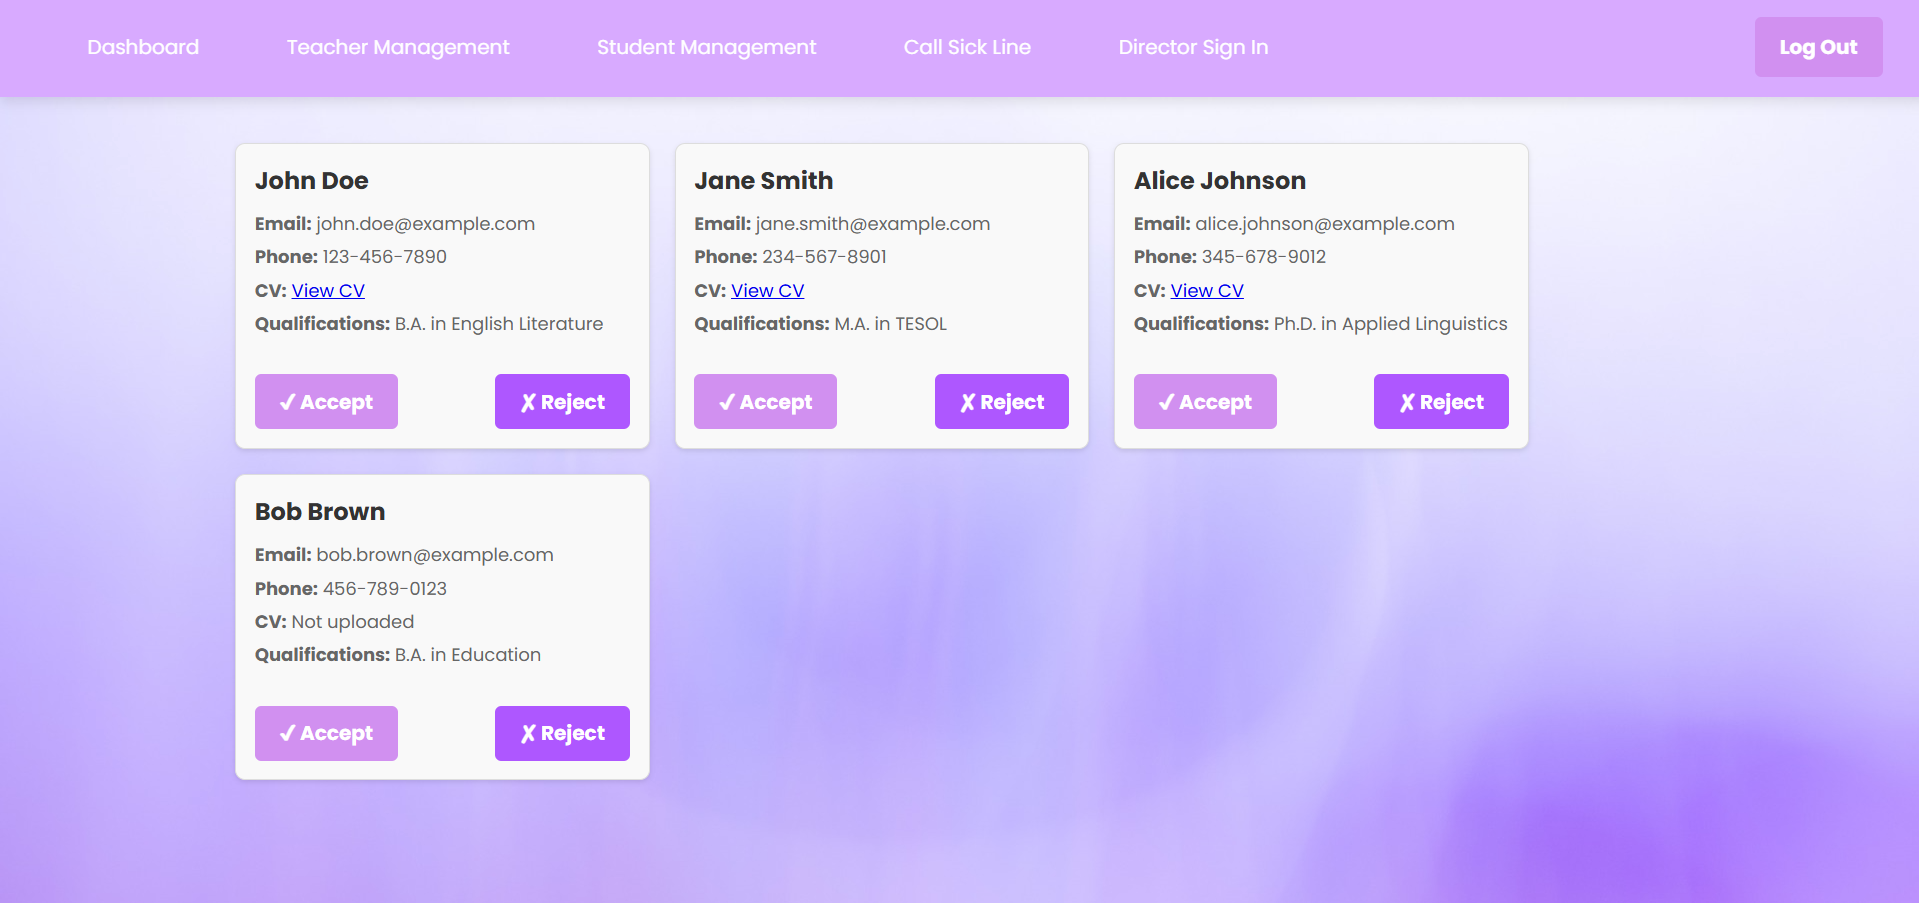 Dashboard Teacher Management Student Management Call Sick Line Director Sign In Log Out
John Doe
Email: john.doe@example.com
Phone: 123-456-7890
CV: View CV
Qualifications: B.A. in English Literature
✓ Accept ✗ Reject
Jane Smith
Email: jane.smith@example.com
Phone: 234-567-8901
CV: View CV
Qualifications: M.A. in TESOL
✓ Accept ✗ Reject
Alice Johnson
Email: alice.johnson@example.com
Phone: 345-678-9012
CV: View CV
Qualifications: Ph.D. in Applied Linguistics
✓ Accept ✗ Reject
Bob Brown
Email: bob.brown@example.com
Phone: 456-789-0123
CV: Not uploaded
Qualifications: B.A. in Education
✓ Accept ✗ Reject